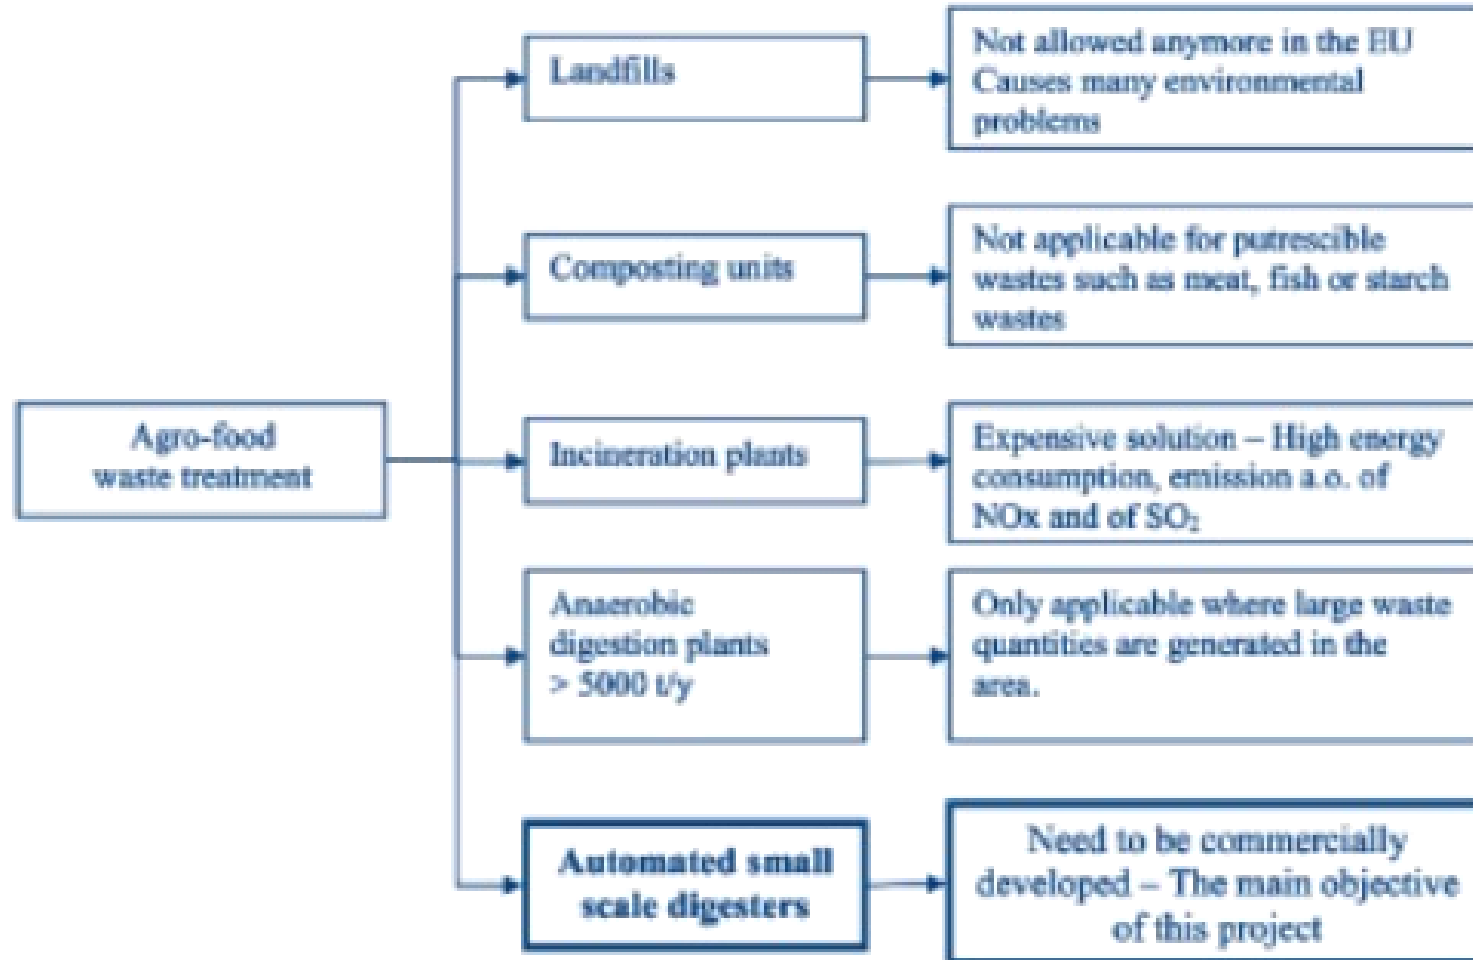 Landfills
Not allowed anymore in the EU
Causes many environmental
problems
Composting units
Not applicable for putrescible
wastes such as meat, fish or starch
wastes
Agro-food
waste treatment
Incineration plants
Expensive solution – High energy
consumption, emission a.o. of
NOx and of SO₂
Anaerobic
digestion plants
> 5000 t/y
Only applicable where large waste
quantities are generated in the
area.
Automated small
scale digesters
Need to be commercially
developed – The main objective
of this project